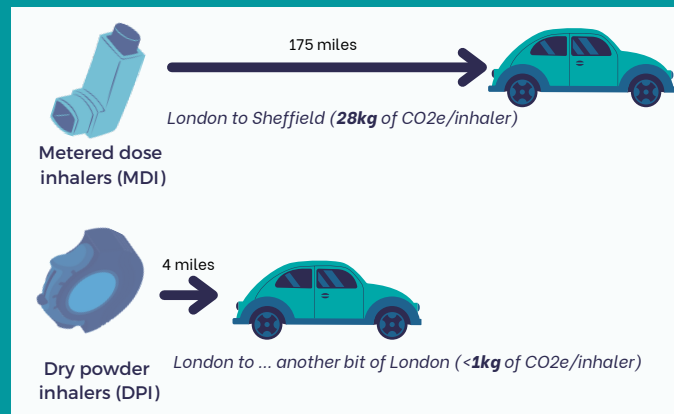 175 miles
London to Sheffield (28kg of CO2e/inhaler)
Metered dose
inhalers (MDI)
4 miles
London to ... another bit of London (<1kg of CO2e/inhaler)
Dry powder
inhalers (DPI)